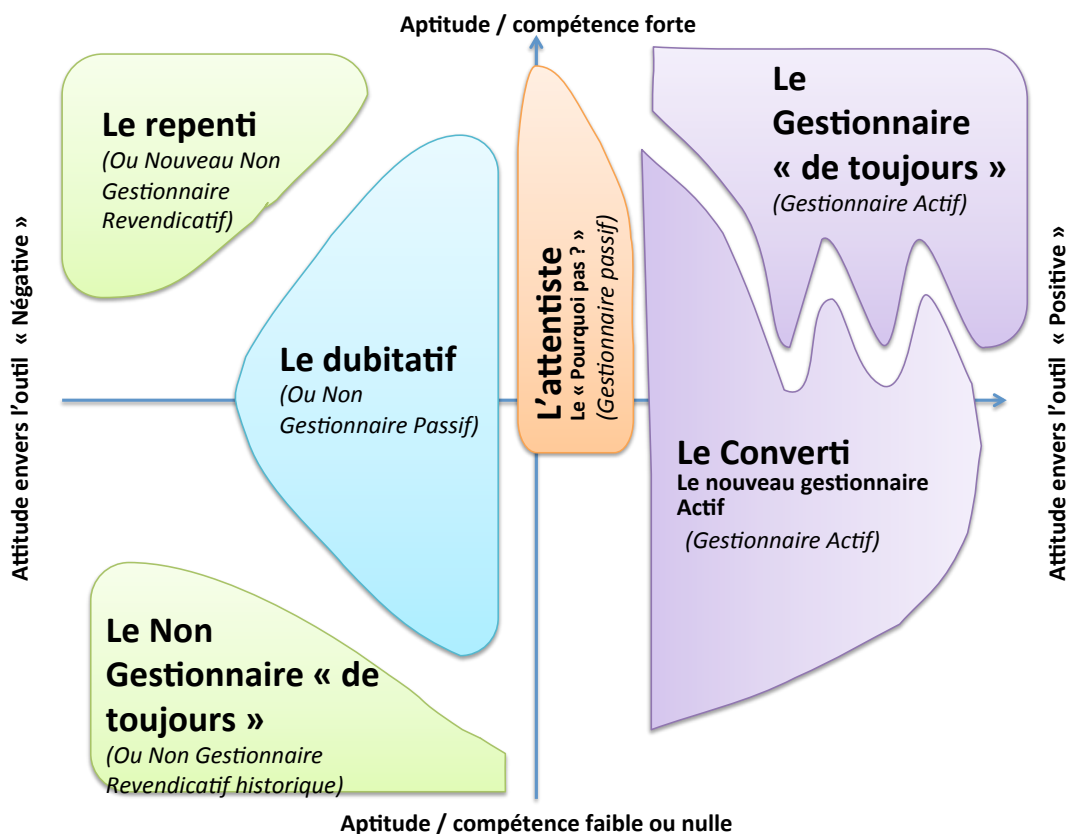 Aptitude / compétence forte
Le repenti
(Ou Nouveau Non
Gestionnaire
Revendicatif)
Le
Gestionnaire
« de toujours »
(Gestionnaire Actif)
Attitude envers l'outil « Négative »
Le dubitatif
(Ou Non
Gestionnaire Passif)
L'attentiste
Le « Pourquoi pas ? »
(Gestionnaire passif)
Attitude envers l'outil « Positive »
Le Converti
Le nouveau gestionnaire
Actif
(Gestionnaire Actif)
Le Non
Gestionnaire « de
toujours »
(Ou Non Gestionnaire
Revendicatif historique)
Aptitude / compétence faible ou nulle